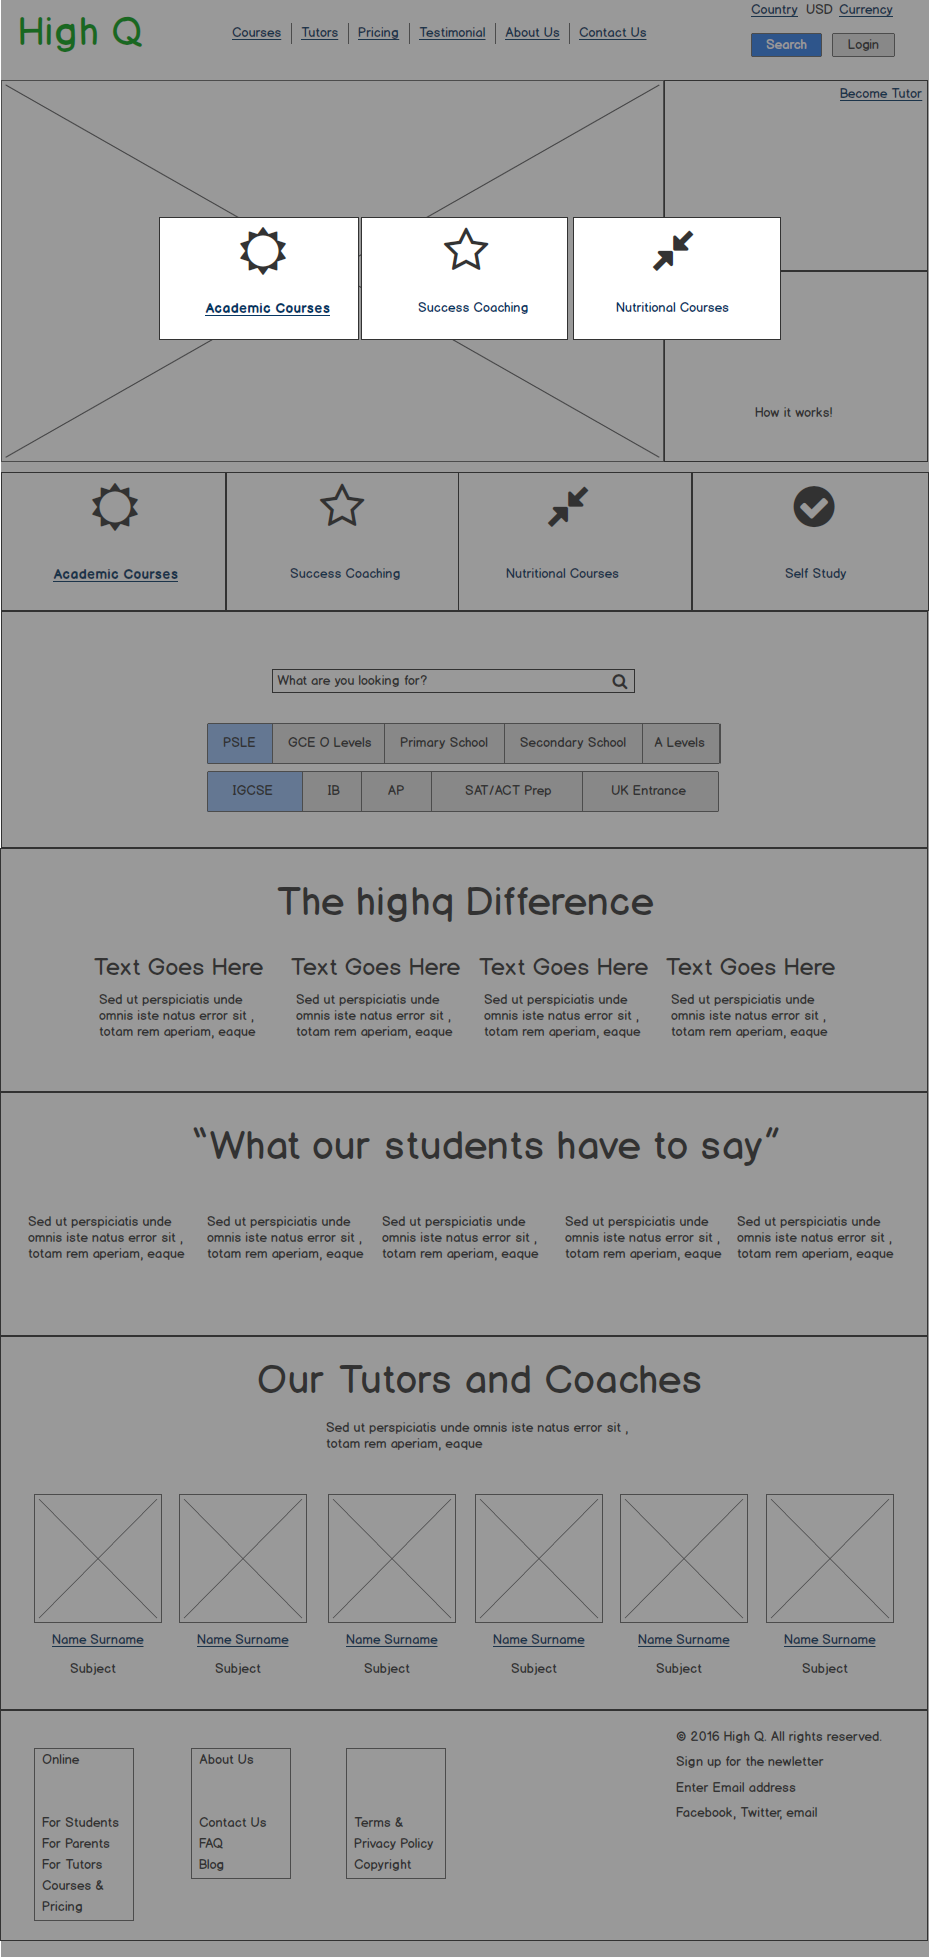 High Q
Courses Tutors Pricing Testimonial About Us Contact Us
Country USD Currency
Search Login
Become Tutor
Academic Courses Success Coaching Nutritional Courses
How it works!
Academic Courses Success Coaching Nutritional Courses Self Study
What are you looking for?
PSLE GCE O Levels Primary School Secondary School A Levels
IGCSE IB AP SAT/ACT Prep UK Entrance
The highq Difference
Text Goes Here
Sed ut perspiciatis unde
omnis iste natus error sit ,
totam rem aperiam, eaque
Text Goes Here
Sed ut perspiciatis unde
omnis iste natus error sit ,
totam rem aperiam, eaque
Text Goes Here
Sed ut perspiciatis unde
omnis iste natus error sit ,
totam rem aperiam, eaque
Text Goes Here
Sed ut perspiciatis unde
omnis iste natus error sit ,
totam rem aperiam, eaque
“What our students have to say”
Sed ut perspiciatis unde
omnis iste natus error sit ,
totam rem aperiam, eaque
Sed ut perspiciatis unde
omnis iste natus error sit ,
totam rem aperiam, eaque
Sed ut perspiciatis unde
omnis iste natus error sit ,
totam rem aperiam, eaque
Sed ut perspiciatis unde
omnis iste natus error sit ,
totam rem aperiam, eaque
Sed ut perspiciatis unde
omnis iste natus error sit ,
totam rem aperiam, eaque
Our Tutors and Coaches
Sed ut perspiciatis unde omnis iste natus error sit ,
totam rem aperiam, eaque
Name Surname Name Surname Name Surname Name Surname Name Surname Name Surname
Subject Subject Subject Subject Subject Subject
Online
For Students
For Parents
For Tutors
Courses &
Pricing
About Us
Contact Us
FAQ
Blog
Terms &
Privacy Policy
Copyright
© 2016 High Q. All rights reserved.
Sign up for the newletter
Enter Email address
Facebook, Twitter, email